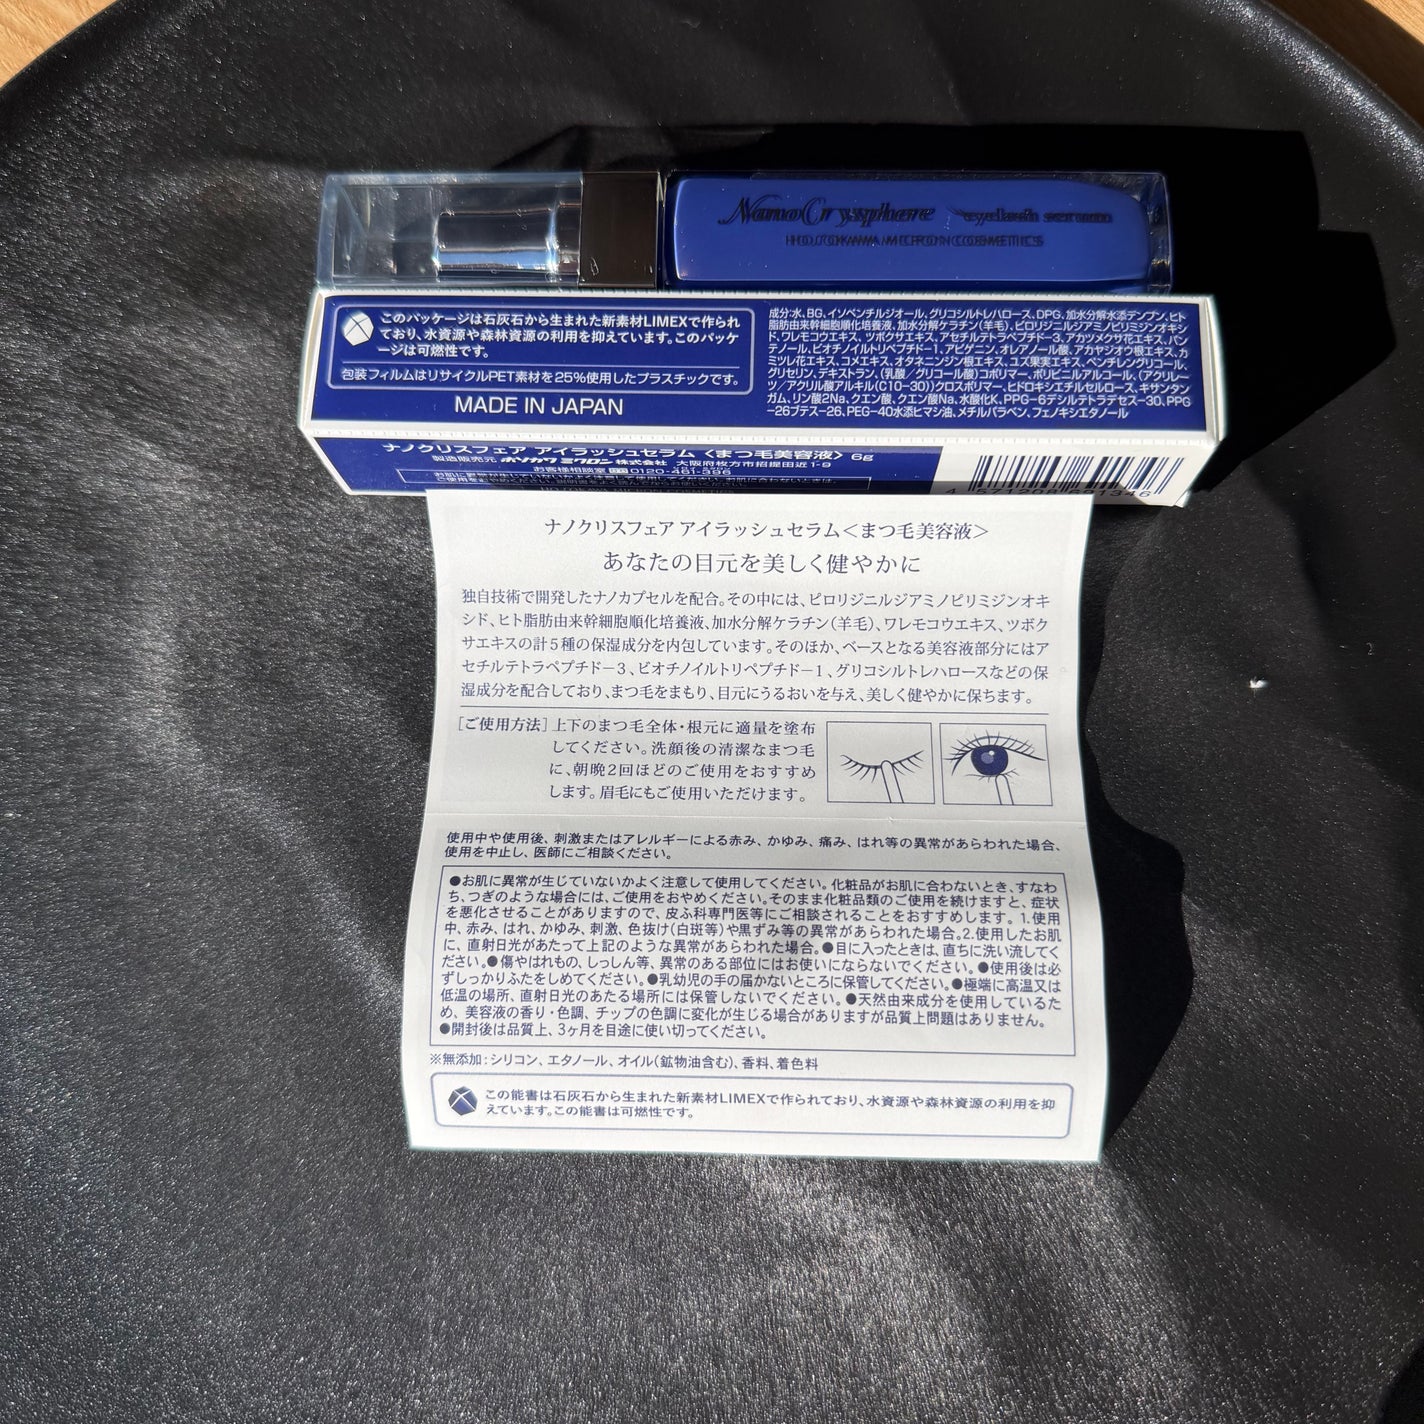 NanoCrysphere eyelash serum
HOSOKAWA MICRON COSMETICS
このパッケージは石灰石から生まれた新素材LIMEXで作られ
ており、水資源や森林資源の利用を抑えています。このパッケ
ージは可燃性です。
包装フィルムはリサイクルPET素材を25%使用したプラスチックです。
MADE IN JAPAN
成分:水、BG、イソペンチルジオール、グリコシルトレハロース、DPG、加水分解水添デンプン、ヒト
脂肪由来幹細胞順化培養液、加水分解ケラチン(羊毛)、ピロリジニルジアミノピリミジンオキシ
ド、ワレモコウエキス、ツボクサエキス、アセチルテトラペプチド-3、アカツメクサ花エキス、パン
テノール、ビオチノイルトリペプチド-1、アピゲニン、オレアノール酸、アカヤジオウ根エキス、カ
ミツレ花エキス、コメエキス、オタネニンジン根エキス、ユズ果実エキス、ペンチレングリコール、
グリセリン、デキストラン、(乳酸/グリコール酸)コポリマー、ポリビニルアルコール、(アクリレー
ツ/アクリル酸アルキル(C10-30))クロスポリマー、ヒドロキシエチルセルロース、キサンタン
ガム、リン酸2Na、クエン酸、クエン酸Na、水酸化K、PPG-6デシルテトラデセス-30、PPG
-26ブテス-26、PEG-40水添ヒマシ油、メチルパラベン、フェノキシエタノール
ナノクリスフェア アイラッシュセラム〈まつ毛美容液〉6g
製造販売元 ホソカワミクロン株式会社 大阪府枚方市招提田近1-9
お客様相談室 0120-481-396
ナノクリスフェア アイラッシュセラム<まつ毛美容液>
あなたの目元を美しく健やかに
独自技術で開発したナノカプセルを配合。その中には、ピロリジニルジアミノピリミジンオキ
シド、ヒト脂肪由来幹細胞順化培養液、加水分解ケラチン(羊毛)、ワレモコウエキス、ツボク
サエキスの計5種の保湿成分を内包しています。そのほか、ベースとなる美容液部分にはア
セチルテトラペプチド−3、ビオチノイルトリペプチド−1、グリコシルトレハロースなどの保
湿成分を配合しており、まつ毛をまもり、目元にうるおいを与え、美しく健やかに保ちます。
[ご使用方法]上下のまつ毛全体・根元に適量を塗布
してください。洗顔後の清潔なまつ毛
に、朝晩2回ほどのご使用をおすすめ
します。眉毛にもご使用いただけます。
使用中や使用後、刺激またはアレルギーによる赤み、かゆみ、痛み、はれ等の異常があらわれた場合、
使用を中止し、医師にご相談ください。
●お肌に異常が生じていないかよく注意して使用してください。化粧品がお肌に合わないとき、すなわ
ち、つぎのような場合には、ご使用をおやめください。そのまま化粧品類のご使用を続けますと、症状
を悪化させることがありますので、皮ふ科専門医等にご相談されることをおすすめします。1.使用
中、赤み、はれ、かゆみ、刺激、色抜け(白斑等)や黒ずみ等の異常があらわれた場合。2.使用したお肌
に、直射日光があたって上記のような異常があらわれた場合。●目に入ったときは、直ちに洗い流してく
ださい。●傷やはれもの、しっしん等、異常のある部位にはお使いにならないでください。●使用後は必
ずしっかりふたをしめてください。●乳幼児の手の届かないところに保管してください。●極端に高温又は
低温の場所、直射日光のあたる場所には保管しないでください。●天然由来成分を使用しているた
め、美容液の香り・色調、チップの色調に変化が生じる場合がありますが品質上問題はありません。
●開封後は品質上、3ヶ月を目途に使い切ってください。
※無添加:シリコン、エタノール、オイル(鉱物油含む)、香料、着色料
この能書は石灰石から生まれた新素材LIMEXで作られており、水資源や森林資源の利用を抑
えています。この能書は可燃性です。